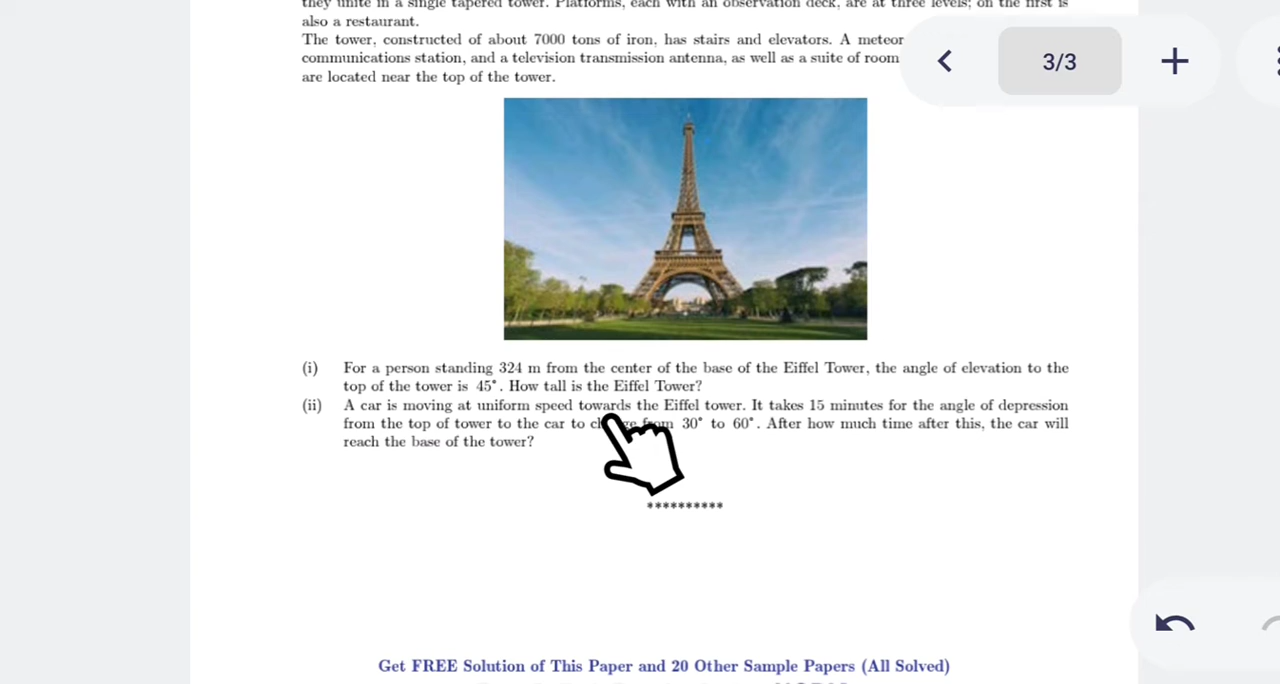 they unite in a single tapered tower. Platforms, each with an observation deck, are at three levels; on the first is
also a restaurant.
The tower, constructed of about 7000 tons of iron, has stairs and elevators. A meteor
communications station, and a television transmission antenna, as well as a suite of room
are located near the top of the tower.
3/3
(i) For a person standing 324 m from the center of the base of the Eiffel Tower, the angle of elevation to the
top of the tower is 45°. How tall is the Eiffel Tower?
(ii) A car is moving at uniform speed towards the Eiffel tower. It takes 15 minutes for the angle of depression
from the top of tower to the car to from 30° to 60°. After how much time after this, the car will
reach the base of the tower?
**********
Get FREE Solution of This Paper and 20 Other Sample Papers (All Solved)